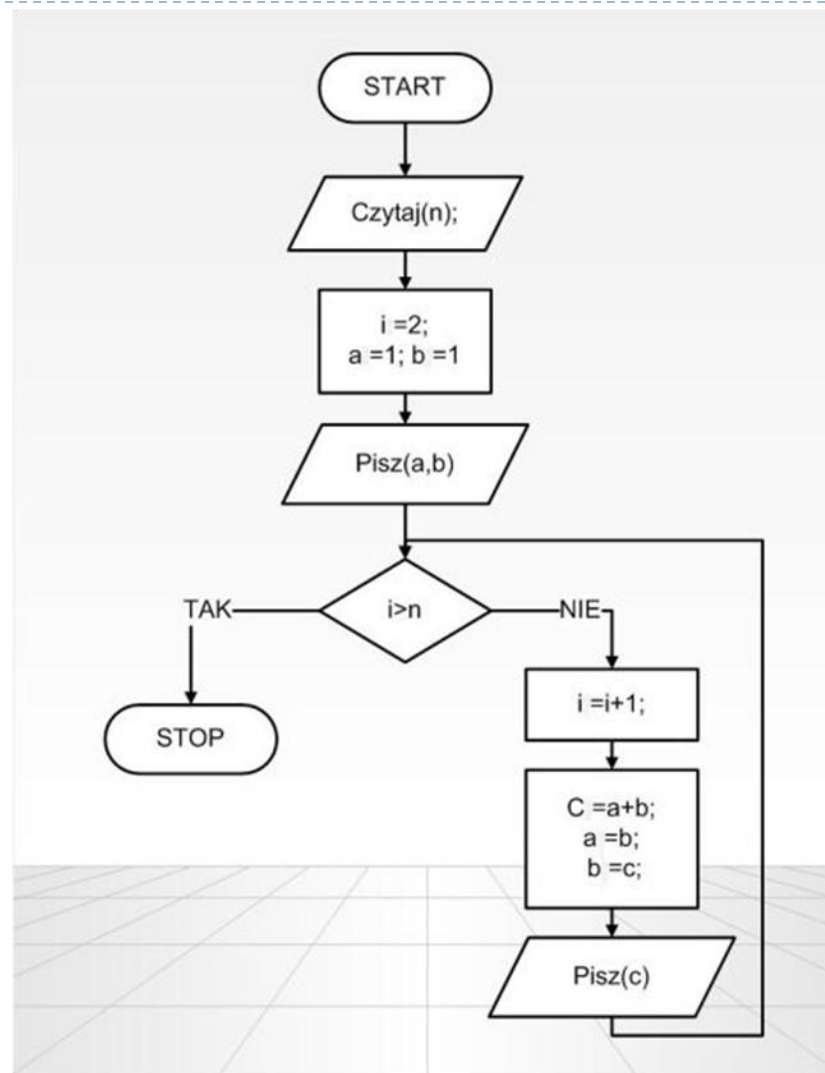 START
Czytaj(n);
i =2;
a =1; b =1
Pisz(a,b)
i>n
TAK
NIE
i =i+1;
STOP
C =a+b;
a =b;
b =c;
Pisz(c)